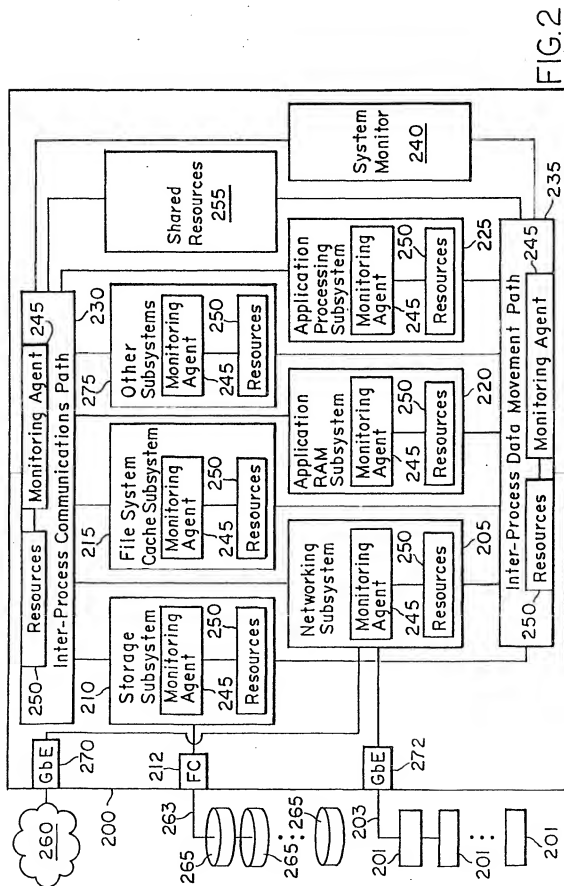 FIG. 2
200
260
GbE
270
FC
212
263
265
265
265
GbE
272
203
201
201
201
250
Resources
Monitoring Agent
245
Inter-Process Communications Path
230
210
Storage
Subsystem
Monitoring
Agent
245
250
Resources
215
File System
Cache Subsystem
Monitoring
Agent
245
250
Resources
275
Other
Subsystems
Monitoring
Agent
245
250
Resources
Shared
Resources
255
System
Monitor
240
Networking
Subsystem
Monitoring
Agent
245
250
Resources
205
Application
RAM Subsystem
Monitoring
Agent
245
250
Resources
220
Application
Processing
Subsystem
Monitoring
Agent
245
250
Resources
225
Inter-Process Data Movement Path
235
250
Resources
Monitoring Agent
245